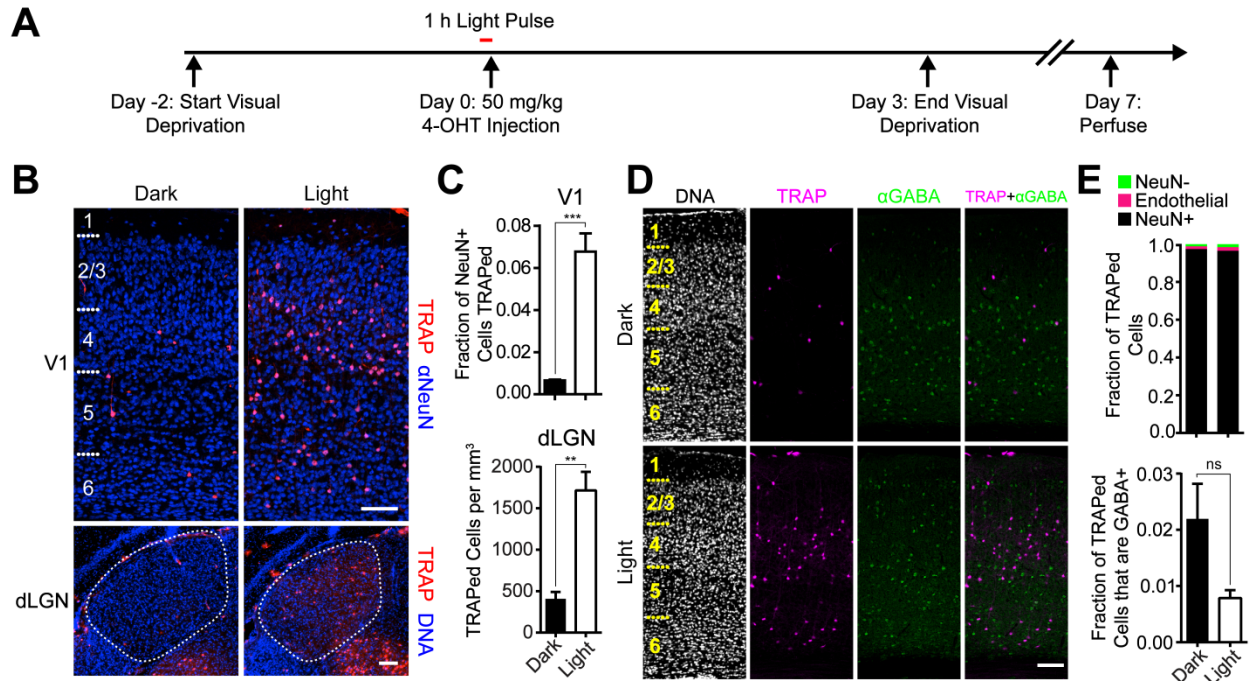 A
1 h Light Pulse
Day -2: Start Visual
Deprivation
Day 0: 50 mg/kg
4-OHT Injection
Day 3: End Visual
Deprivation
Day 7:
Perfuse
B
Dark
Light
V1
1
2/3
4
5
6
TRAP αNeuN
dLGN
TRAP DNA
C
V1
Fraction of NeuN+
Cells TRAPed
0.08
0.06
0.04
0.02
0.00
***
dLGN
TRAPed Cells per mm³
2000
1500
1000
500
0
**
Dark
Light
D
DNA
TRAP
αGABA
TRAP+αGABA
Dark
1
2/3
4
5
6
Light
1
2/3
4
5
6
E
NeuN-
Endothelial
NeuN+
Fraction of TRAPed
Cells
1.0
0.8
0.6
0.4
0.2
0.0
Fraction of TRAPed
Cells that are GABA+
0.03
0.02
0.01
0.00
ns
Dark
Light